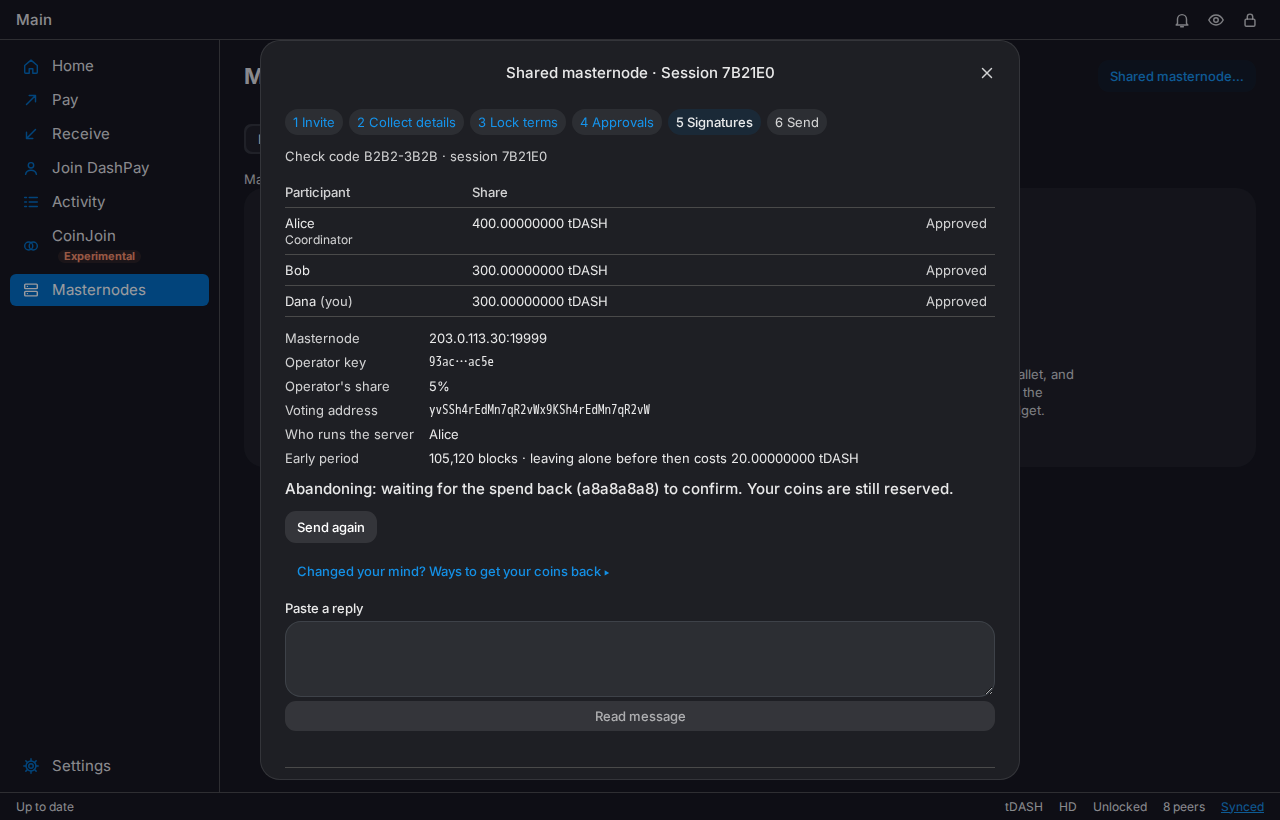 Main
Home
Pay
Receive
Join DashPay
Activity
CoinJoin
Experimental
Masternodes
Settings
Shared masternode...
Shared masternode · Session 7B21E0
1 Invite
2 Collect details
3 Lock terms
4 Approvals
5 Signatures
6 Send
Check code B2B2-3B2B · session 7B21E0
Participant Share
Alice 400.00000000 tDASH Approved
Coordinator
Bob 300.00000000 tDASH Approved
Dana (you) 300.00000000 tDASH Approved
Masternode 203.0.113.30:19999
Operator key 93ac…ac5e
Operator's share 5%
Voting address yvSSh4rEdMn7qR2vWx9KSh4rEdMn7qR2vW
Who runs the server Alice
Early period 105,120 blocks · leaving alone before then costs 20.00000000 tDASH
Abandoning: waiting for the spend back (a8a8a8a8) to confirm. Your coins are still reserved.
Send again
Changed your mind? Ways to get your coins back ▸
Paste a reply
Read message
, and
the
Up to date
tDASH HD Unlocked 8 peers Synced